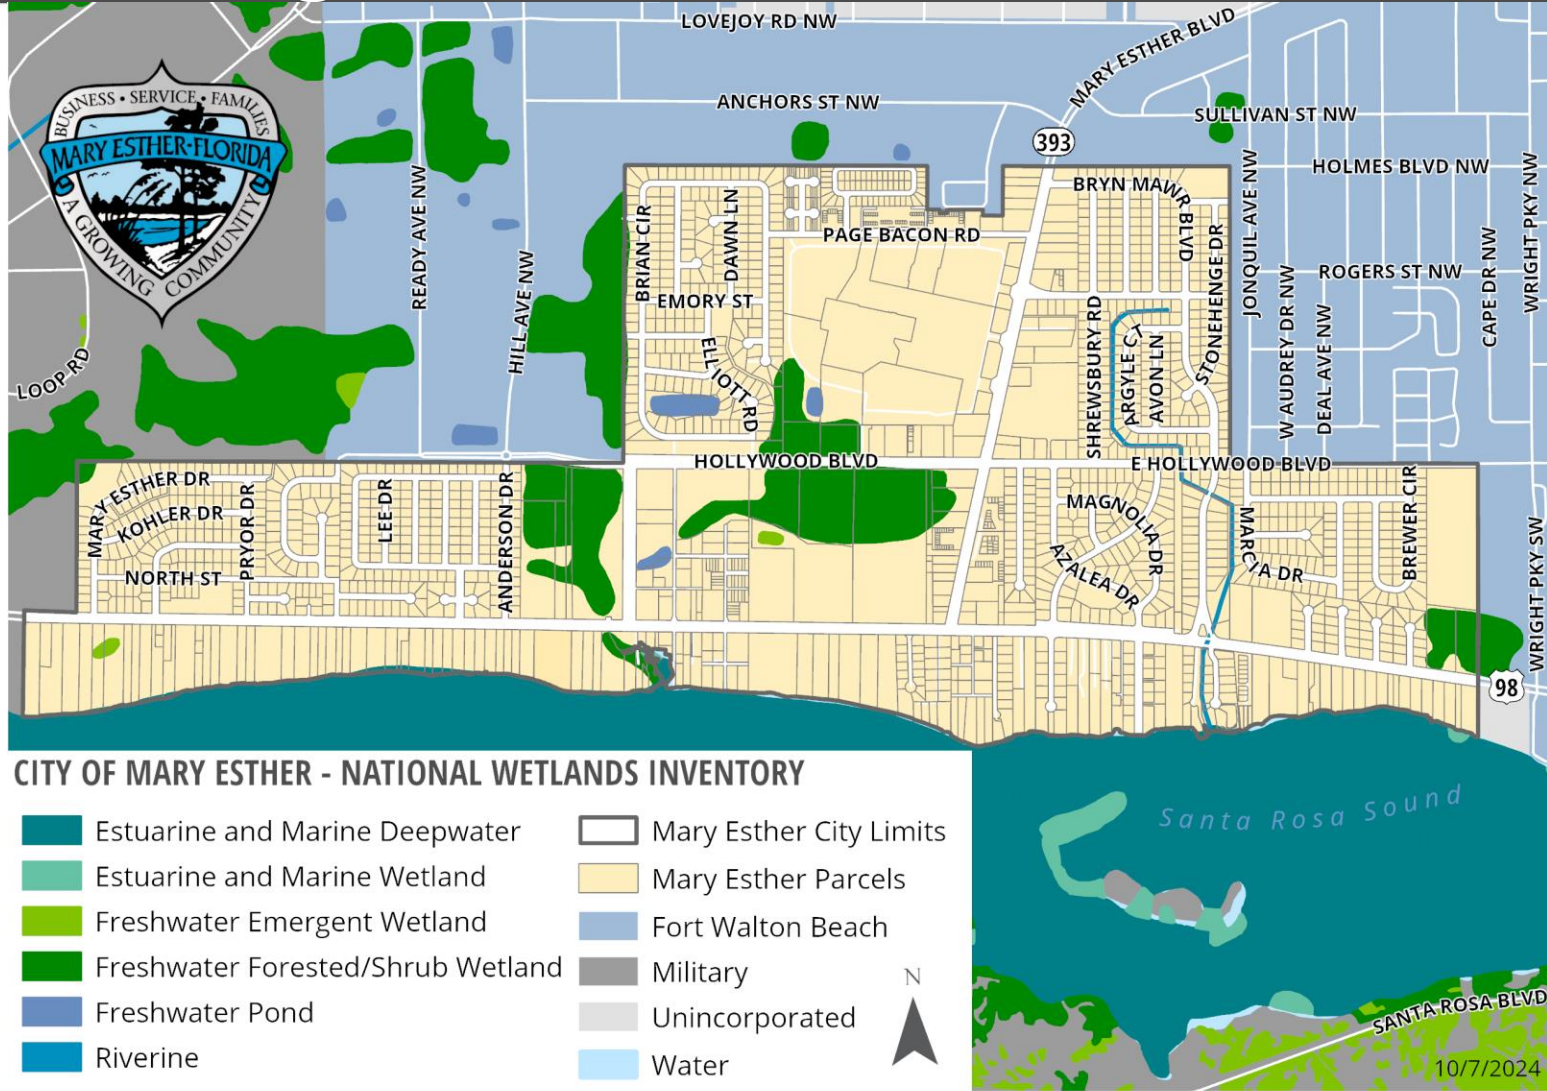 LOVEJOY RD NW
MARY ESTHER BLVD
ANCHORS ST NW
SULLIVAN ST NW
393
BUSINESS • SERVICE • FAMILIES
MARY ESTHER-FLORIDA
A GROWING COMMUNITY
HOLMES BLVD NW
BRYN MAWR BLVD
READY AVE NW
HILL AVE NW
BRIAN CIR
DAWN LN
PAGE BACON RD
STONEHENGE DR
JONQUIL AVE NW
WRIGHT PKY NW
ROGERS ST NW
CAPE DR NW
EMORY ST
ELLIOTT RD
SHREWSBURY RD
ARGYLE CT
AVON LN
W AUDREY DR NW
DEAL AVE NW
LOOP RD
HOLLYWOOD BLVD
E HOLLYWOOD BLVD
MARY ESTHER DR
KOHLER DR
PRYOR DR
LEE DR
ANDERSON DR
NORTH ST
MARY ESTHER DR
MAGNOLIA DR
AZALEA DR
MARCIA DR
BREWER CIR
WRIGHT PKY SW
98
CITY OF MARY ESTHER - NATIONAL WETLANDS INVENTORY
Estuarine and Marine Deepwater
Estuarine and Marine Wetland
Freshwater Emergent Wetland
Freshwater Forested/Shrub Wetland
Freshwater Pond
Riverine
Mary Esther City Limits
Mary Esther Parcels
Fort Walton Beach
Military
Unincorporated
Water
N
Santa Rosa Sound
SANTA ROSA BLVD
10/7/2024